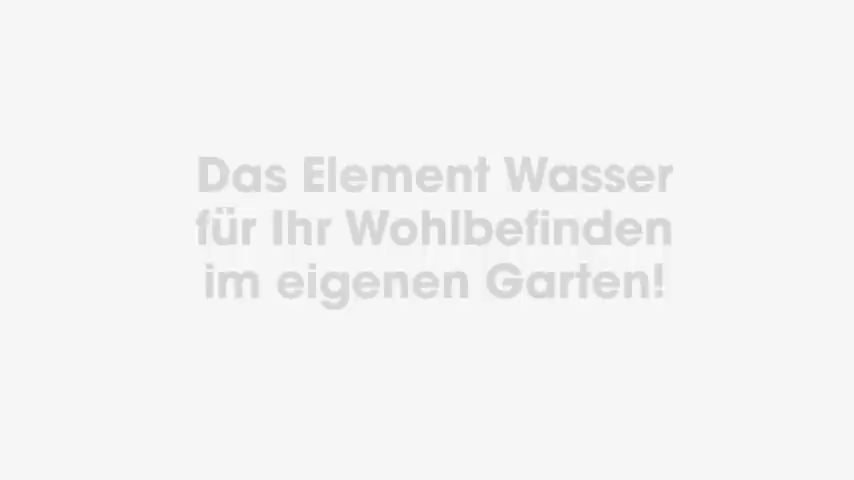 Das Element Wasser
für Ihr Wohlbefinden
im eigenen Garten!